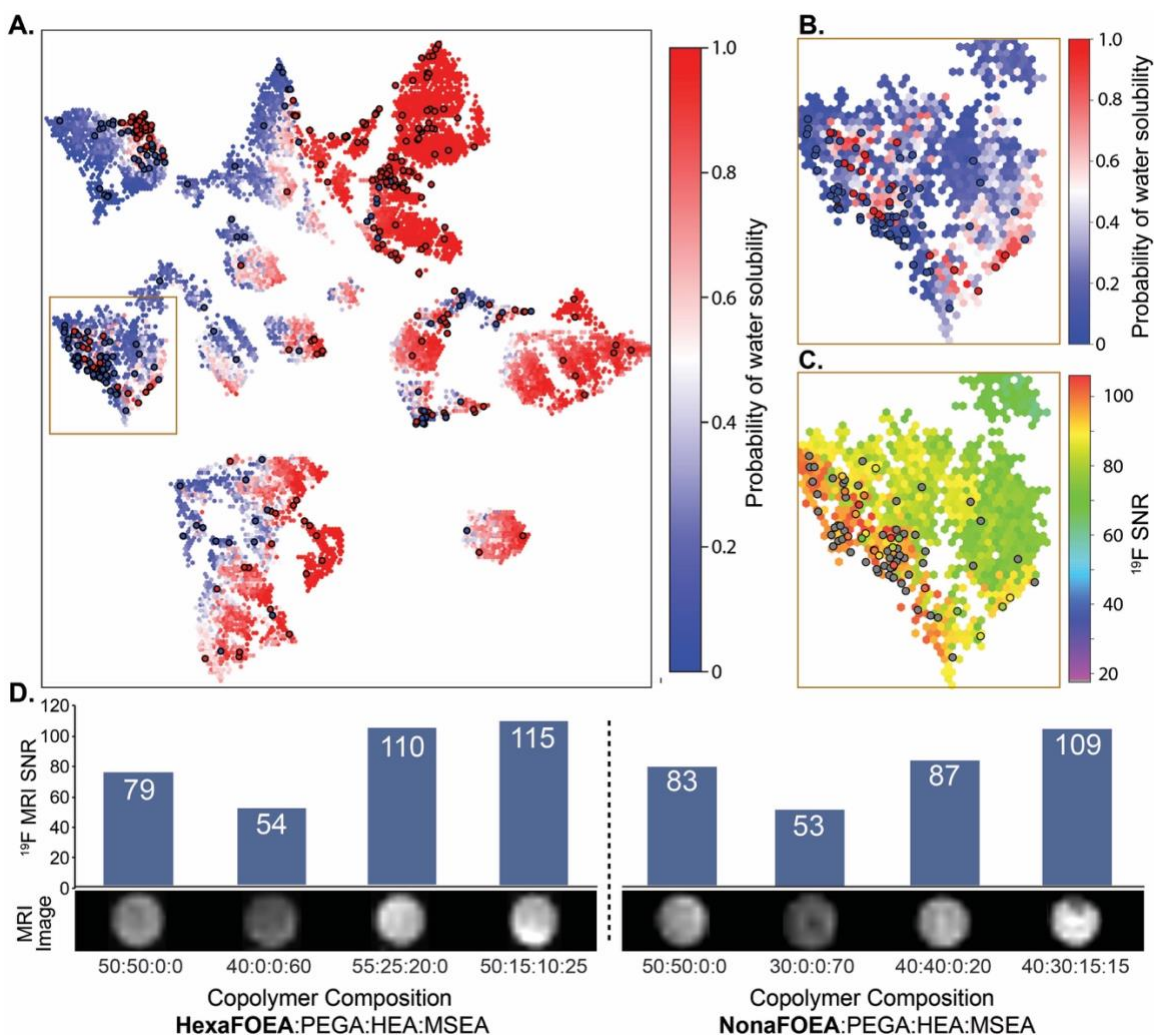 A.
1.0
0.8
0.6
0.4
0.2
0
Probability of water solubility
B.
1.0
0.8
0.6
0.4
0.2
0
Probability of water solubility
C.
100
80
60
40
20
¹⁹F SNR
D.
¹⁹F MRI SNR
120
100
80
60
40
20
0
79
54
110
115
83
53
87
109
MRI
Image
50:50:0:0 40:0:0:60 55:25:20:0 50:15:10:25 50:50:0:0 30:0:0:70 40:40:0:20 40:30:15:15
Copolymer Composition Copolymer Composition
HexaFOEA:PEGA:HEA:MSEA NonaFOEA:PEGA:HEA:MSEA